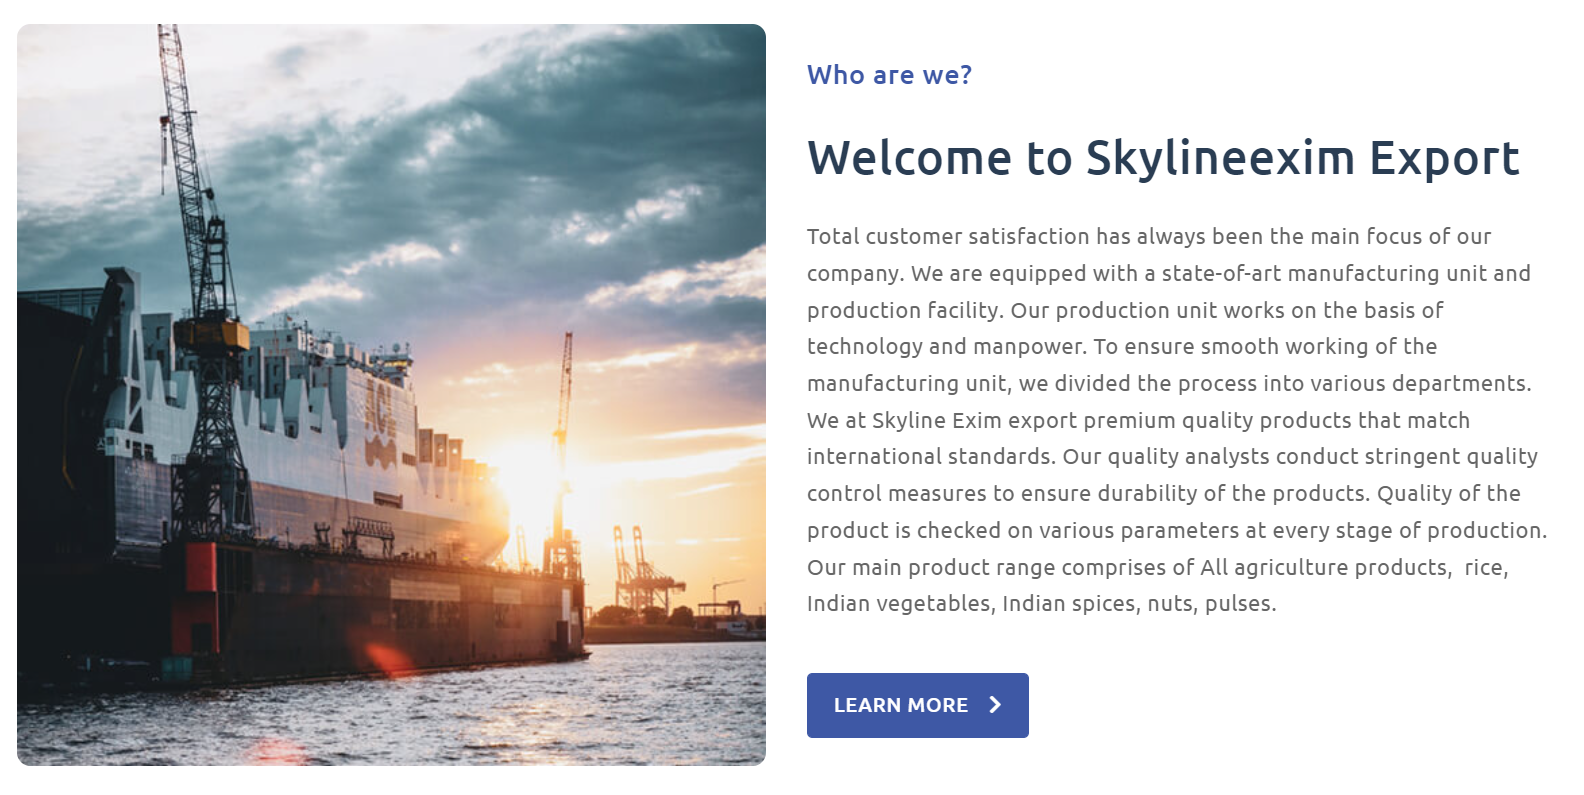 Who are we?
Welcome to Skylineexim Export
Total customer satisfaction has always been the main focus of our
company. We are equipped with a state-of-art manufacturing unit and
production facility. Our production unit works on the basis of
technology and manpower. To ensure smooth working of the
manufacturing unit, we divided the process into various departments.
We at Skyline Exim export premium quality products that match
international standards. Our quality analysts conduct stringent quality
control measures to ensure durability of the products. Quality of the
product is checked on various parameters at every stage of production.
Our main product range comprises of All agriculture products,  rice,
Indian vegetables, Indian spices, nuts, pulses.
LEARN MORE